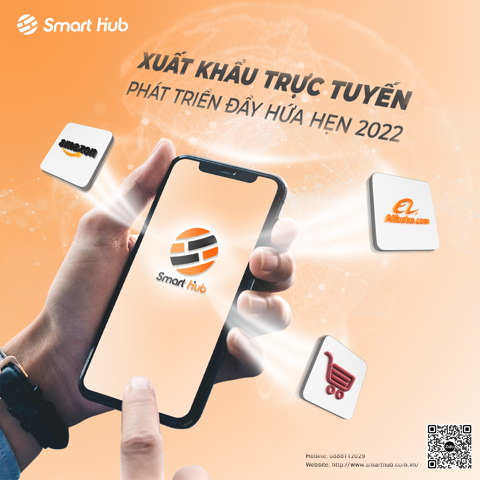 Smart Hub
XUẤT KHẨU TRỰC TUYẾN
PHÁT TRIỂN ĐẦY HỨA HẸN 2022
amazon
Alibaba.com
Smart Hub
Hotline: 0888112029
Website: http://www.smarthub.com.vn/